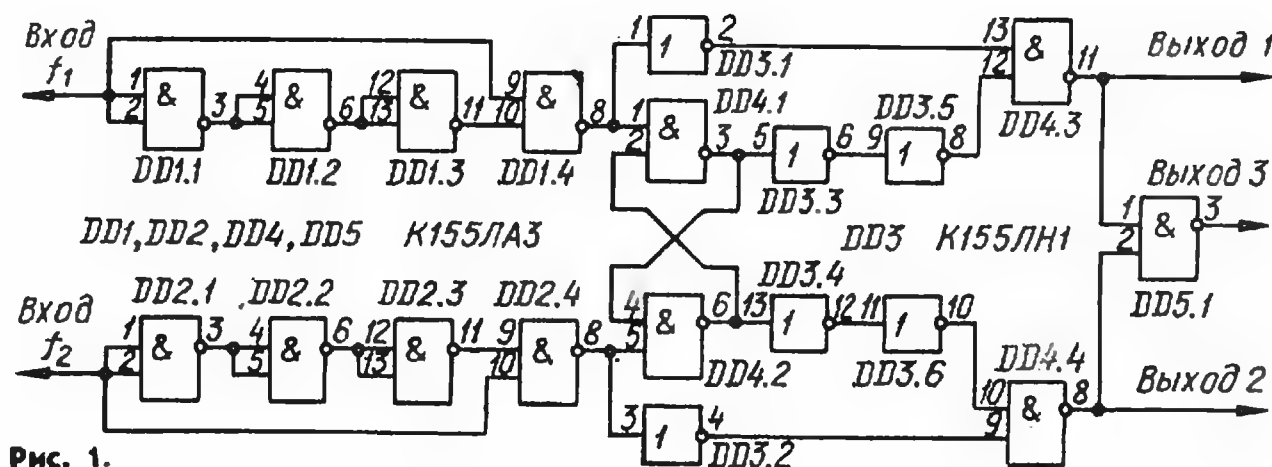 Вход f₁
1 2 & 3 DD1.1
4 5 & 6 DD1.2
12 13 & 11 DD1.3
9 10 & 8 DD1.4
1 1 2 DD3.1
1 2 & 3 DD4.1
5 1 6 DD3.3
9 1 8 DD3.5
13 12 & 11 DD4.3
Выход 1
DD1, DD2, DD4, DD5 К155ЛА3
DD3 К155ЛН1
1 2 & 3 DD5.1
Выход 3
Вход f₂
DD2.1 1 2 & 3
DD2.2 4 5 & 6
DD2.3 12 13 & 11
DD2.4 9 10 & 8
4 5 & 6 DD4.2
DD3.4 13 1 12
11 1 10 DD3.6
3 1 4 DD3.2
DD4.4 10 9 & 8
Выход 2
Рис. 1.